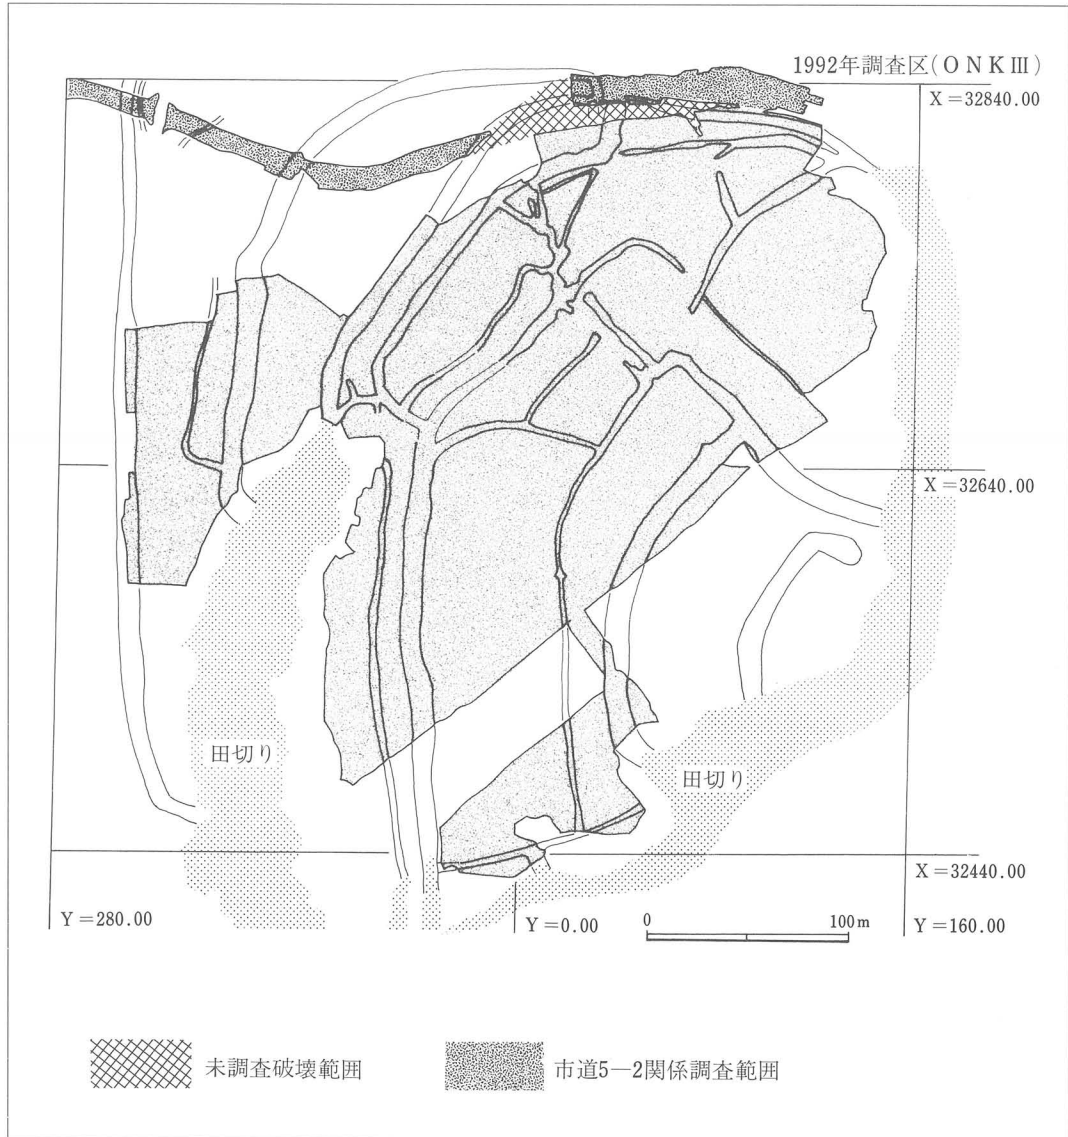 1992年調査区(ONKⅢ)
X=32840.00
X=32640.00
田切り
田切り
X=32440.00
Y=280.00
Y=0.00
0 100m
Y=160.00
未調査破壊範囲
市道5―2関係調査範囲